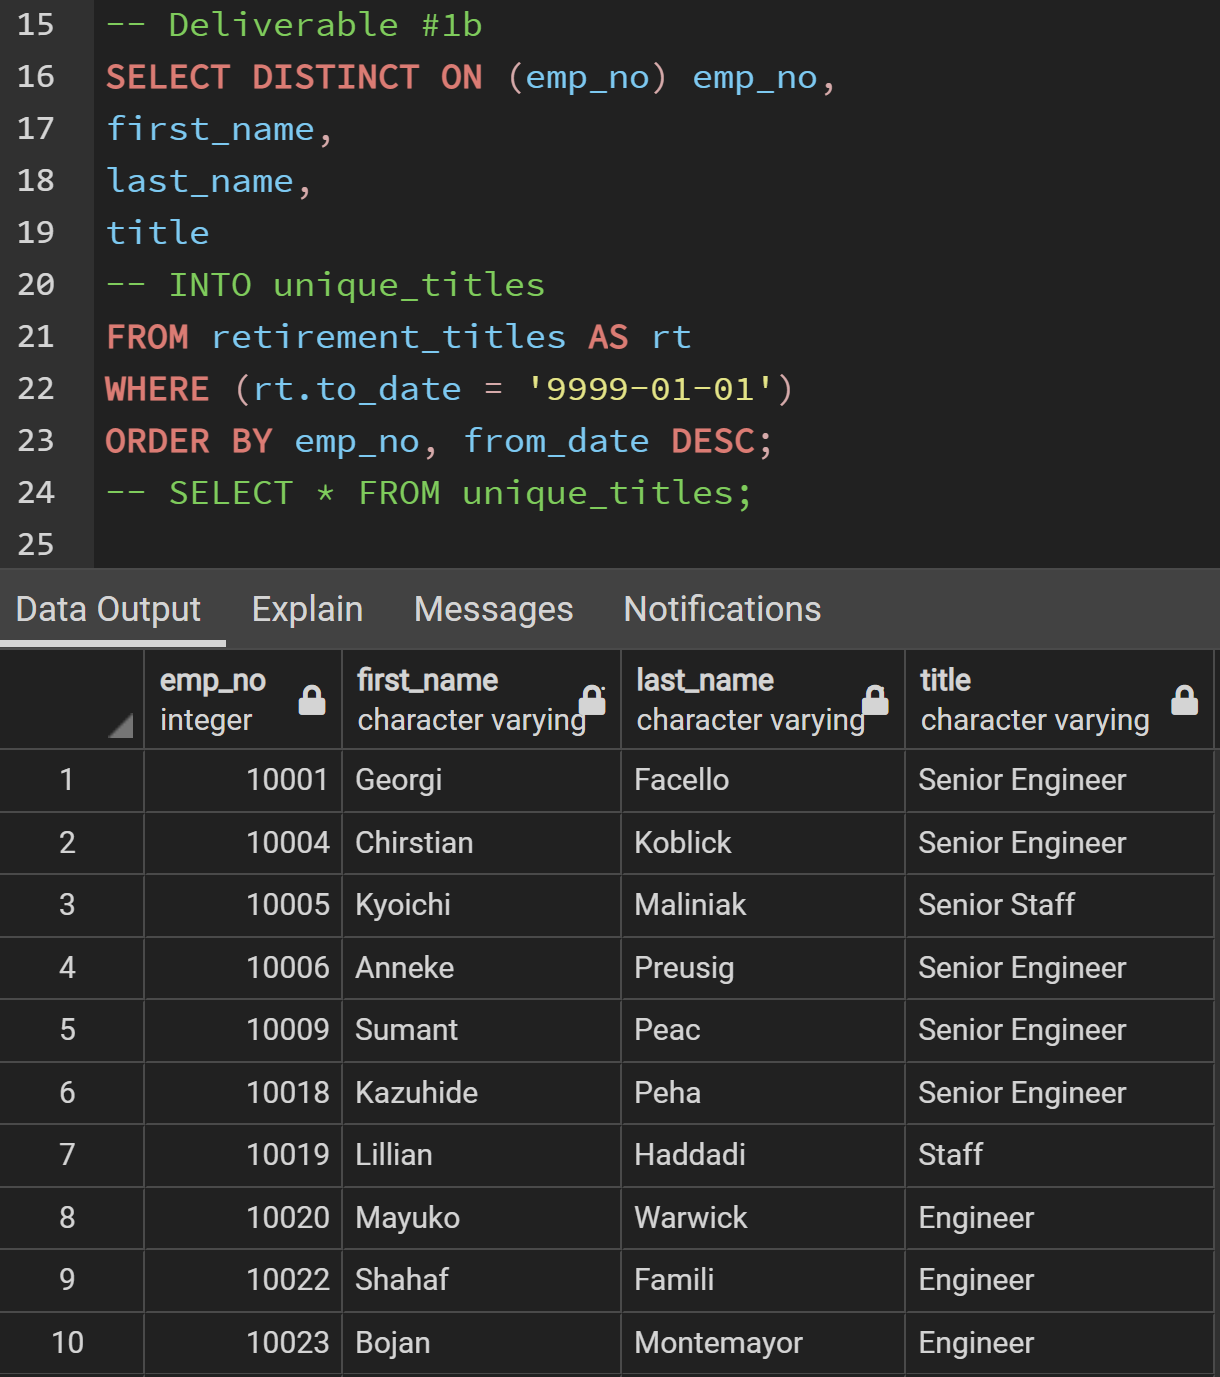 15 -- Deliverable #1b
16 SELECT DISTINCT ON (emp_no) emp_no,
17 first_name,
18 last_name,
19 title
20 -- INTO unique_titles
21 FROM retirement_titles AS rt
22 WHERE (rt.to_date = '9999-01-01')
23 ORDER BY emp_no, from_date DESC;
24 -- SELECT * FROM unique_titles;
25
Data Output Explain Messages Notifications
emp_no first_name last_name title
integer character varying character varying character varying
1 10001 Georgi Facello Senior Engineer
2 10004 Chirstian Koblick Senior Engineer
3 10005 Kyoichi Maliniak Senior Staff
4 10006 Anneke Preusig Senior Engineer
5 10009 Sumant Peac Senior Engineer
6 10018 Kazuhide Peha Senior Engineer
7 10019 Lillian Haddadi Staff
8 10020 Mayuko Warwick Engineer
9 10022 Shahaf Famili Engineer
10 10023 Bojan Montemayor Engineer